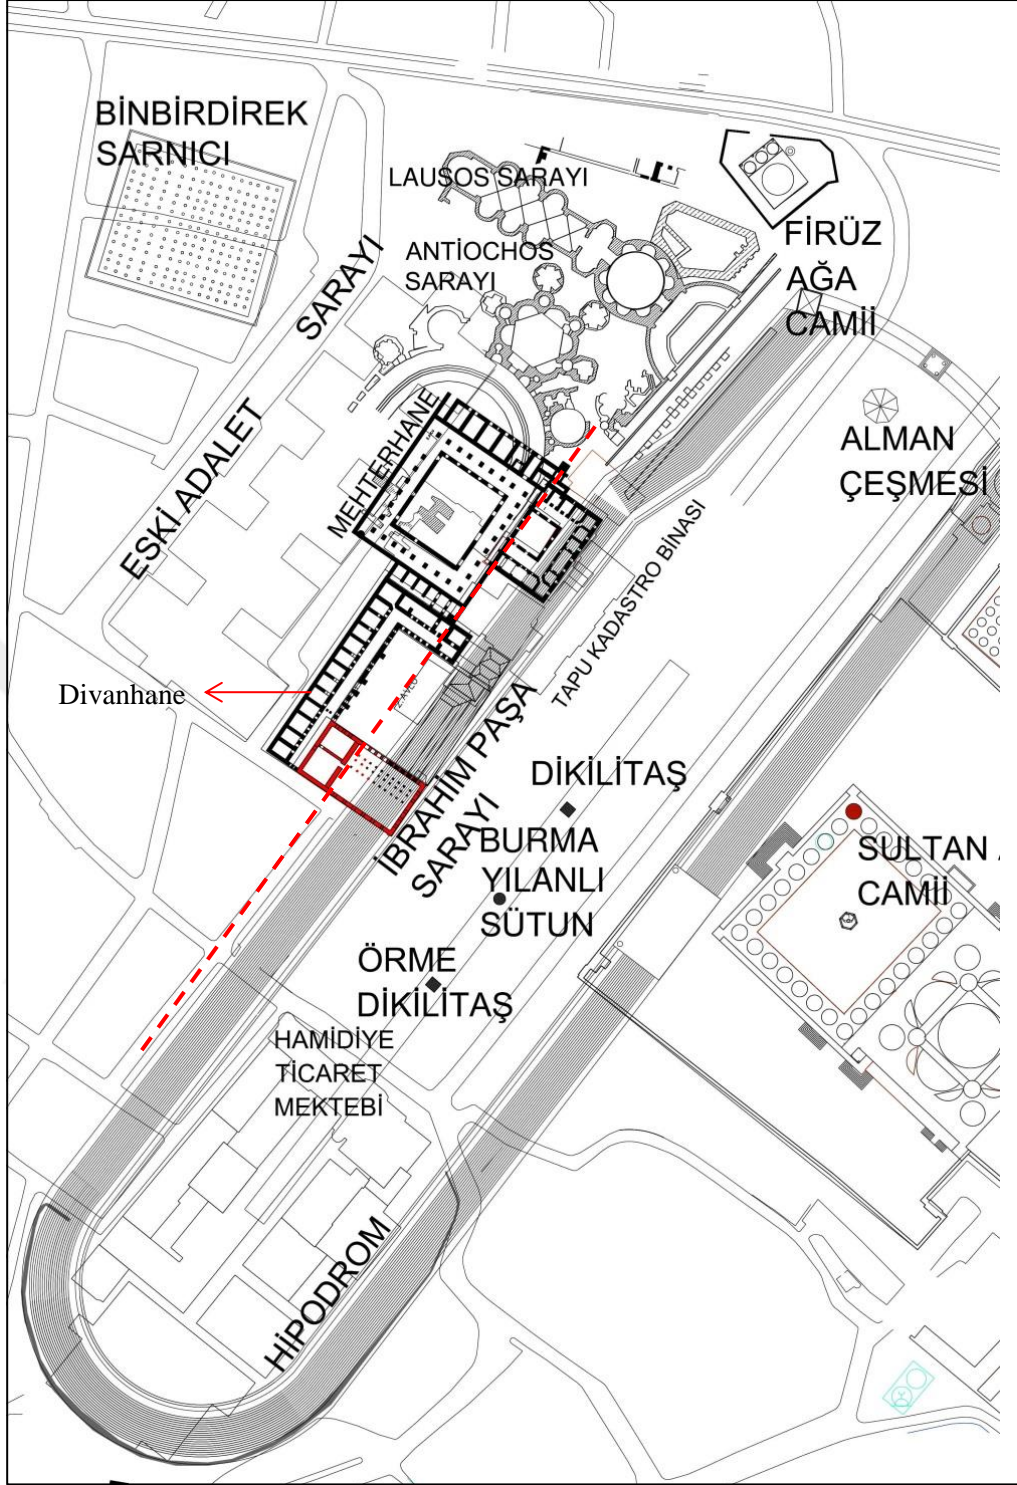 BİNBİRDİREK
SARNICI
LAUSOS SARAYI
FİRÜZ
AĞA
CAMİİ
ANTİOCHOS
SARAYI
ESKİ ADALET SARAYI
MEHTERHANE
ALMAN
ÇEŞMESİ
TAPU KADASTRO BİNASI
Divanhane
2.AVLU
İBRAHİM PAŞA
SARAYI
DİKİLİTAŞ
BURMA
YILANLI
SÜTUN
SULTAN
CAMİİ
ÖRME
DİKİLİTAŞ
HAMİDİYE
TİCARET
MEKTEBİ
HİPODROM